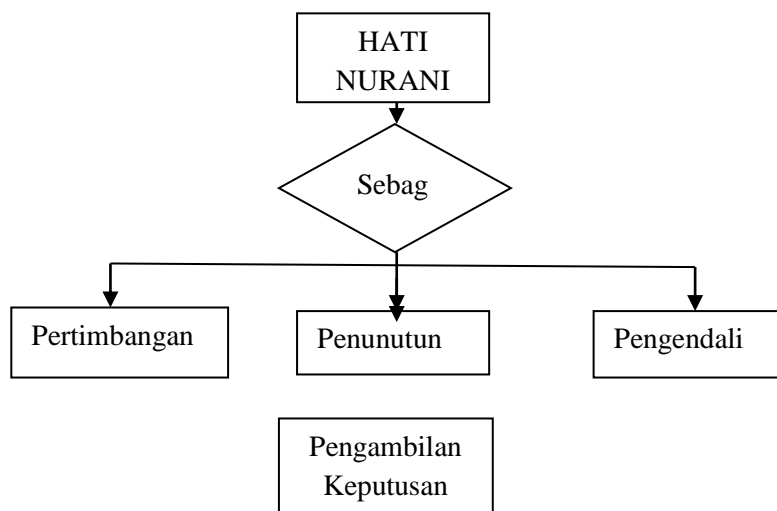 HATI
NURANI
Sebag
Pertimbangan
Penunutun
Pengendali
Pengambilan
Keputusan